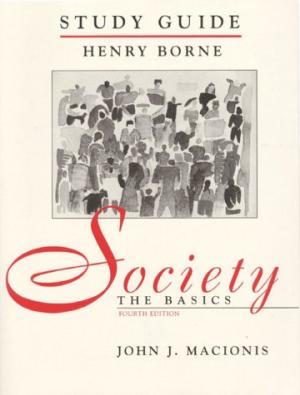 STUDY GUIDE
HENRY BORNE
Society
THE BASICS
FOURTH EDITION
JOHN J. MACIONIS